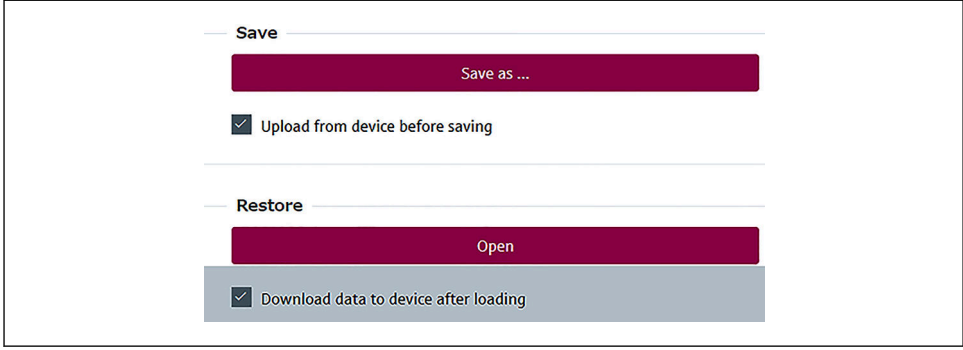 Save
Save as ...
Upload from device before saving
Restore
Open
Download data to device after loading